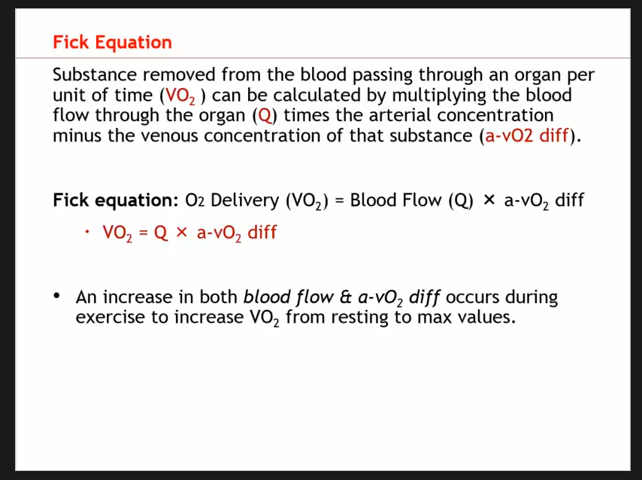 Fick Equation
Substance removed from the blood passing through an organ per
unit of time (VO₂ ) can be calculated by multiplying the blood
flow through the organ (Q) times the arterial concentration
minus the venous concentration of that substance (a-vO2 diff).
Fick equation: O2 Delivery (VO₂) = Blood Flow (Q) × a-vO₂ diff
· VO₂ = Q × a-vO₂ diff
• An increase in both blood flow & a-vO₂ diff occurs during
exercise to increase VO₂ from resting to max values.